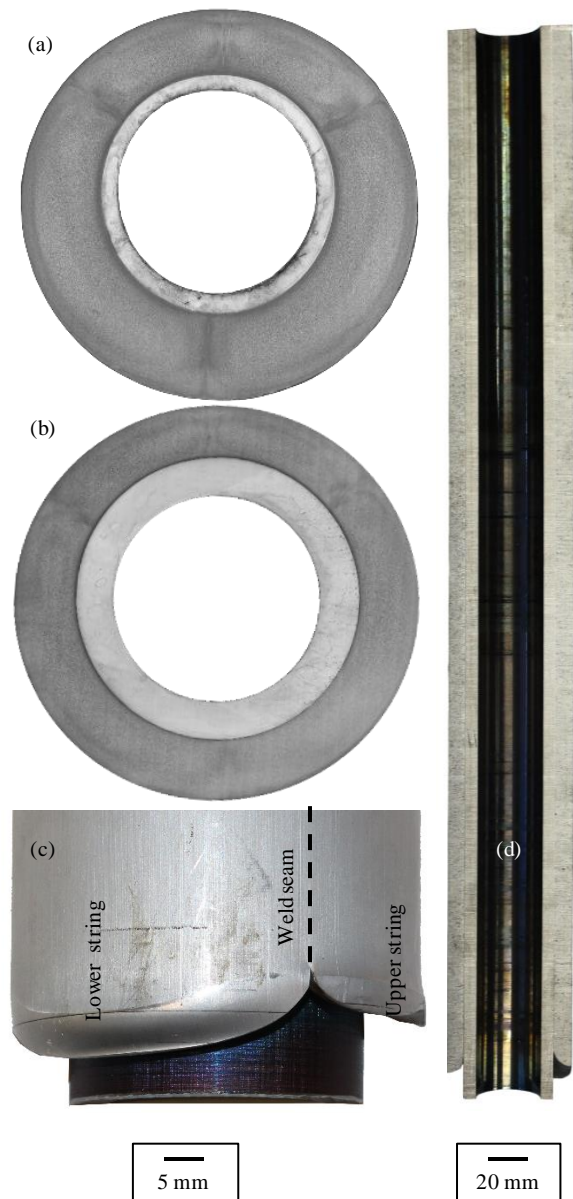 (a)
(b)
(c)
Lower string
Weld seam
Upper string
(d)
5 mm
20 mm